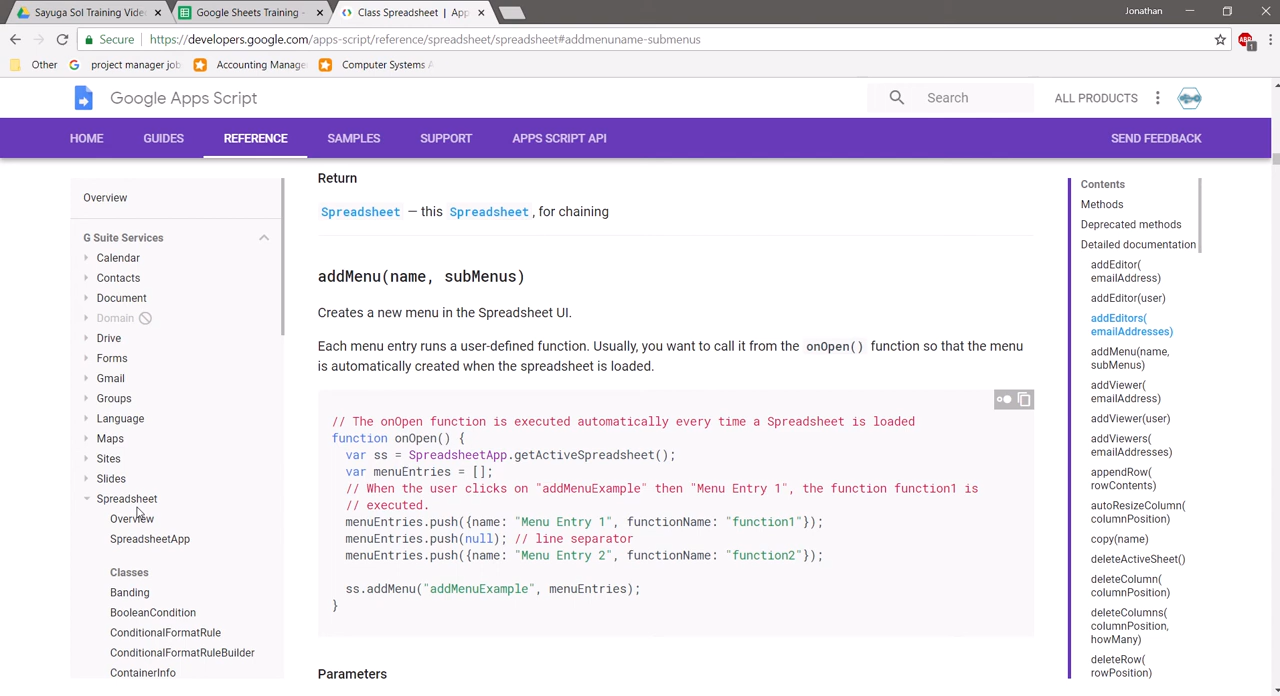 Sayuga Sol Training Vide
Google Sheets Training -
Class Spreadsheet | App
Jonathan
Secure
https://developers.google.com/apps-script/reference/spreadsheet/spreadsheet#addmenuname-submenus
Other
project manager job
Accounting Manage
Computer Systems A
ABP
1
Google Apps Script
Search
ALL PRODUCTS
HOME
GUIDES
REFERENCE
SAMPLES
SUPPORT
APPS SCRIPT API
SEND FEEDBACK
Overview
G Suite Services
Calendar
Contacts
Document
Domain
Drive
Forms
Gmail
Groups
Language
Maps
Sites
Slides
Spreadsheet
Overview
SpreadsheetApp
Classes
Banding
BooleanCondition
ConditionalFormatRule
ConditionalFormatRuleBuilder
ContainerInfo
Return
Spreadsheet — this Spreadsheet, for chaining
addMenu(name, subMenus)
Creates a new menu in the Spreadsheet UI.
Each menu entry runs a user-defined function. Usually, you want to call it from the onOpen() function so that the menu
is automatically created when the spreadsheet is loaded.
// The onOpen function is executed automatically every time a Spreadsheet is loaded
function onOpen() {
var ss = SpreadsheetApp.getActiveSpreadsheet();
var menuEntries = [];
// When the user clicks on "addMenuExample" then "Menu Entry 1", the function function1 is
// executed.
menuEntries.push({name: "Menu Entry 1", functionName: "function1"});
menuEntries.push(null); // line separator
menuEntries.push({name: "Menu Entry 2", functionName: "function2"});
ss.addMenu("addMenuExample", menuEntries);
}
Parameters
Contents
Methods
Deprecated methods
Detailed documentation
addEditor(
emailAddress)
addEditor(user)
addEditors(
emailAddresses)
addMenu(name,
subMenus)
addViewer(
emailAddress)
addViewer(user)
addViewers(
emailAddresses)
appendRow(
rowContents)
autoResizeColumn(
columnPosition)
copy(name)
deleteActiveSheet()
deleteColumn(
columnPosition)
deleteColumns(
columnPosition,
howMany)
deleteRow(
rowPosition)